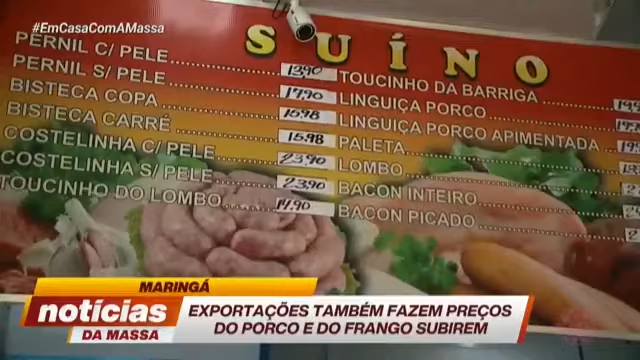 #EmCasaComAMassa
SUÍNO
PERNIL C/ PELE 13,90
PERNIL S/ PELE 17,90
BISTECA COPA 15,98
BISTECA CARRÉ 15,98
COSTELINHA C/ PELE 23,90
COSTELINHA S/ PELE 23,90
TOUCINHO DO LOMBO 14,90
TOUCINHO DA BARRIGA
LINGUIÇA PORCO
LINGUIÇA PORCO APIMENTADA
PALETA
LOMBO
BACON INTEIRO
BACON PICADO
MARINGÁ
notícias
DA MASSA
EXPORTAÇÕES TAMBÉM FAZEM PREÇOS
DO PORCO E DO FRANGO SUBIREM